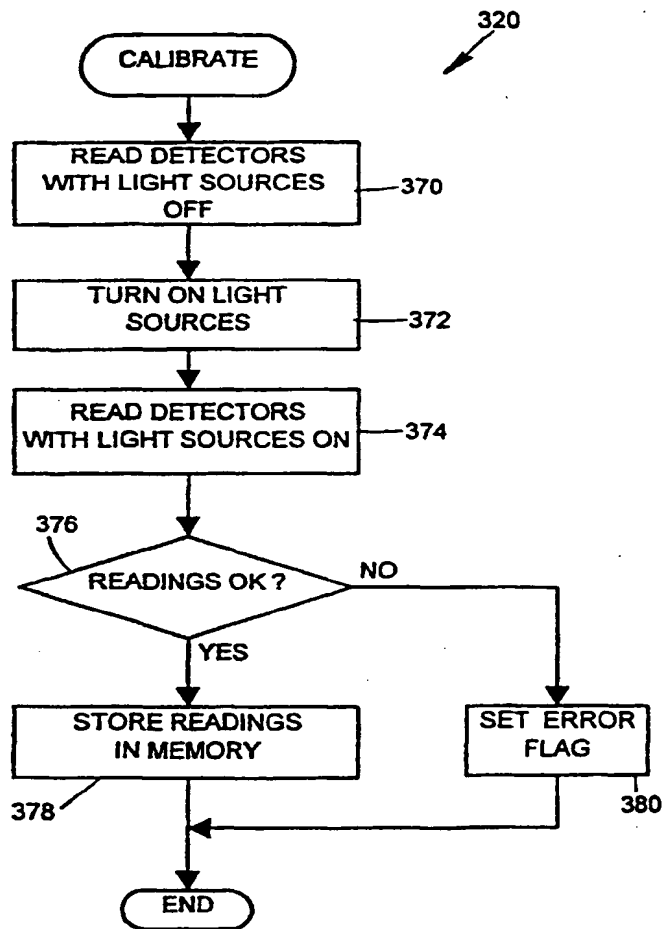 320
CALIBRATE
READ DETECTORS
WITH LIGHT SOURCES
OFF
370
TURN ON LIGHT
SOURCES
372
READ DETECTORS
WITH LIGHT SOURCES ON
374
376
READINGS OK ?
NO
YES
STORE READINGS
IN MEMORY
378
SET ERROR
FLAG
380
END